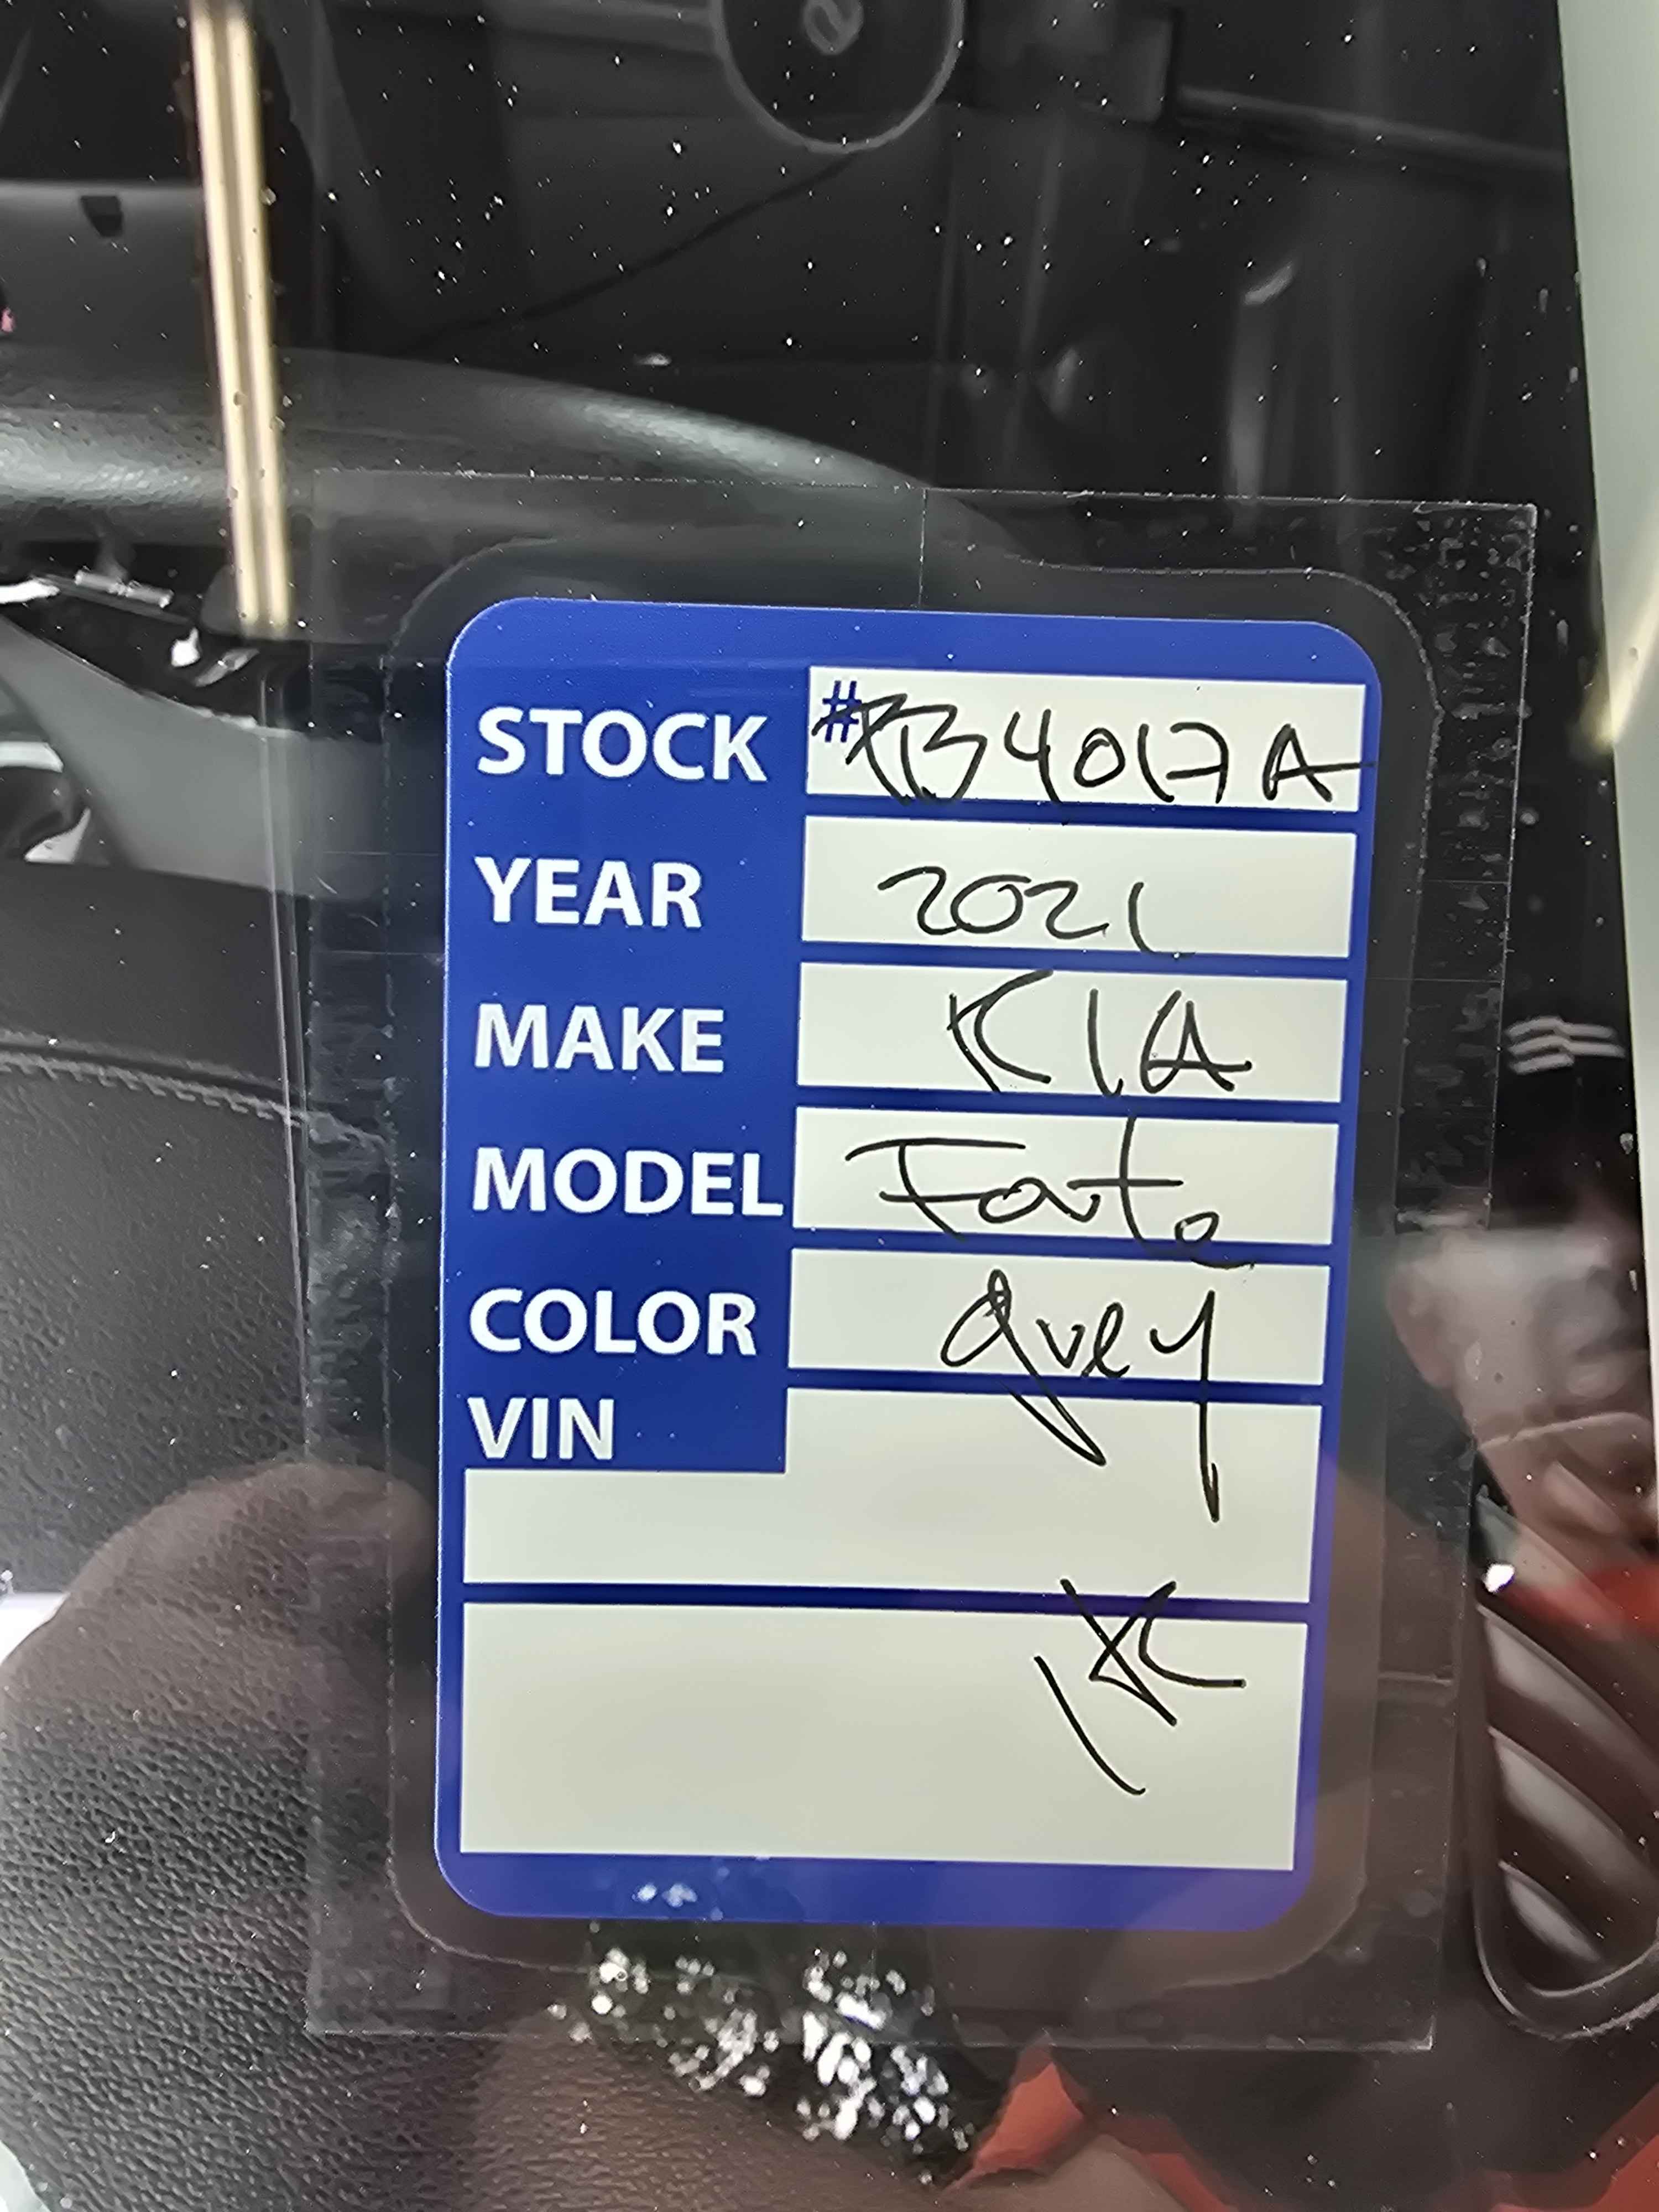 STOCK #RB4017A
YEAR 2021
MAKE KIA
MODEL Forte
COLOR Grey
VIN